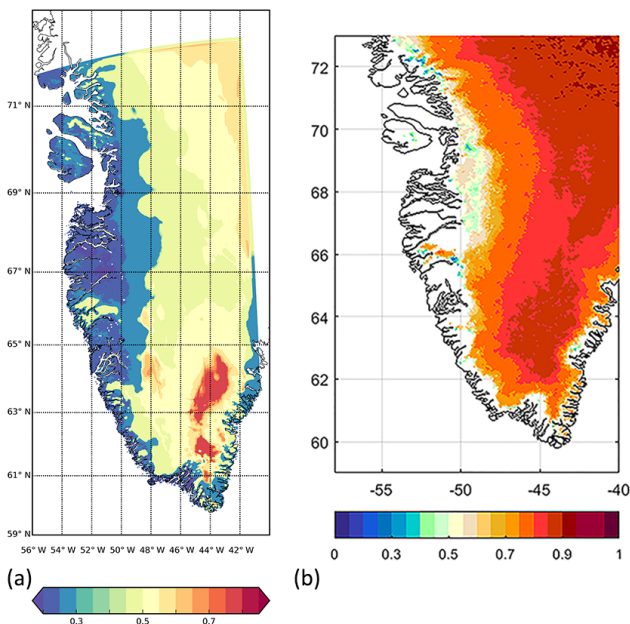 71° N
69° N
67° N
65° N
63° N
61° N
59° N
56° W 54° W 52° W 50° W 48° W 46° W 44° W 42° W
(a)
0.3 0.5 0.7
72
70
68
66
64
62
60
-55 -50 -45 -40
(b)
0 0.3 0.5 0.7 0.9 1